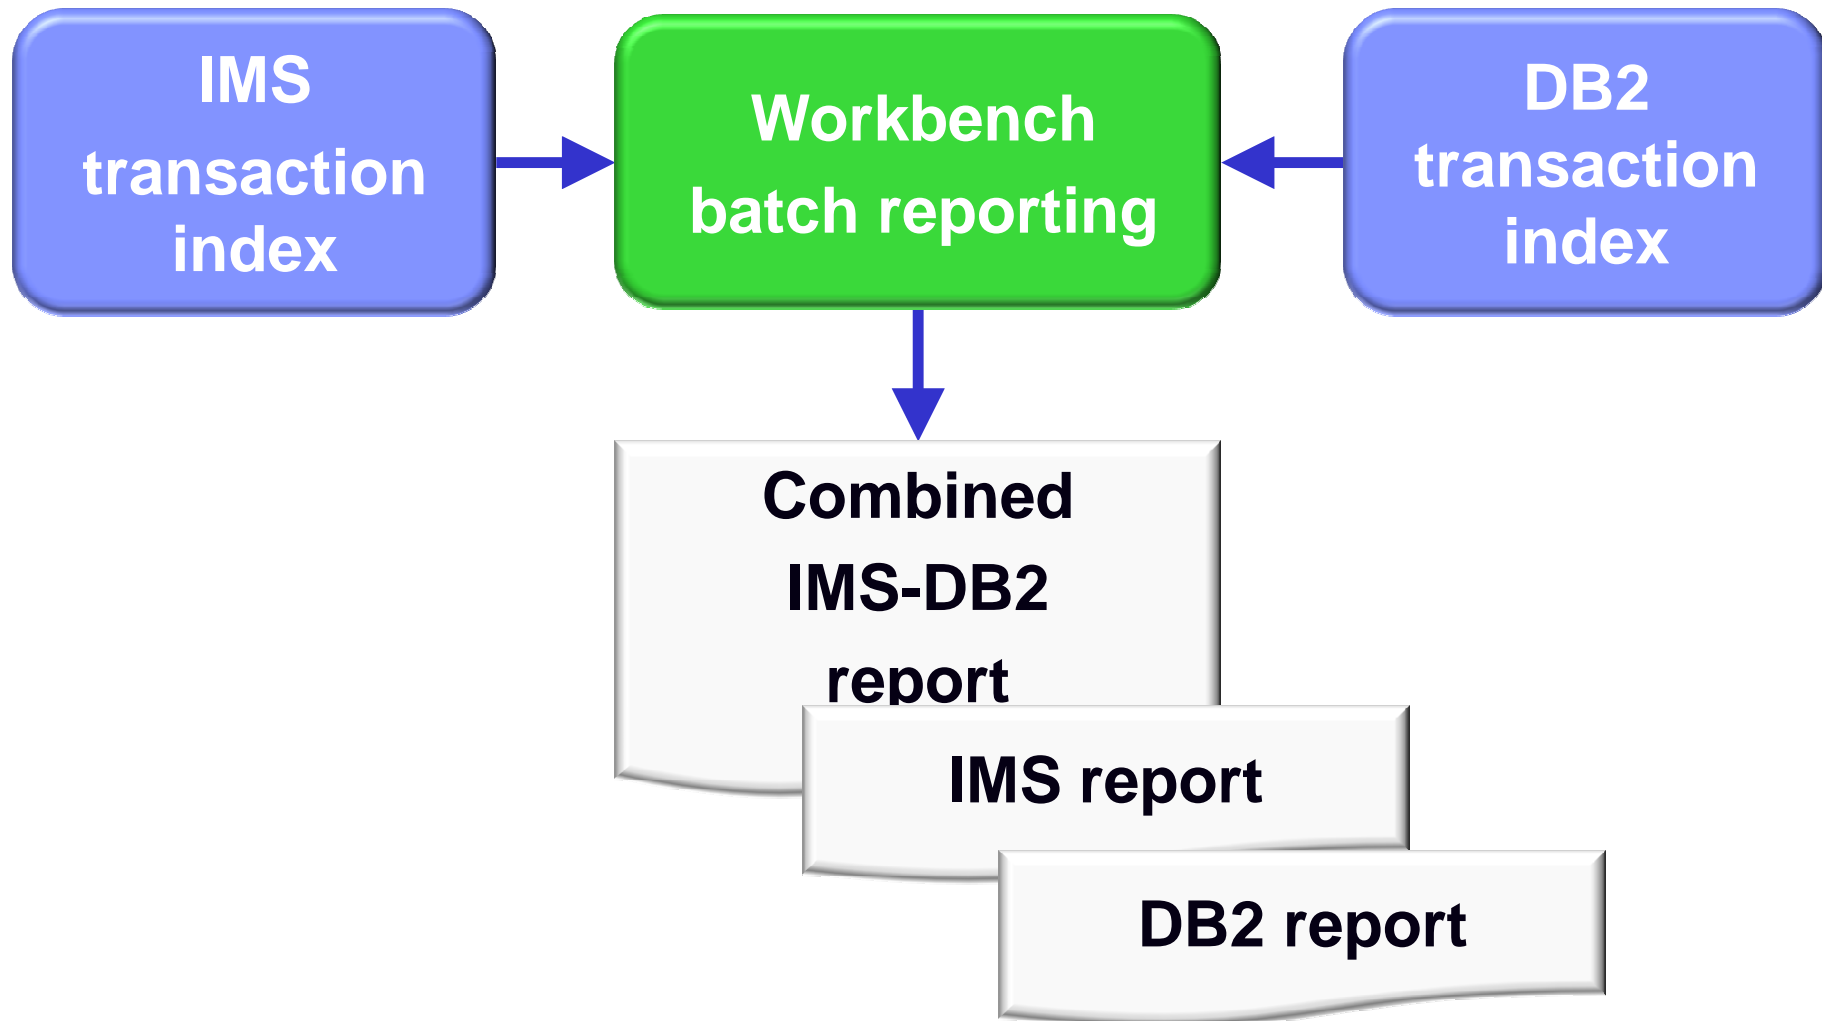 IMS
transaction
index
Workbench
batch reporting
DB2
transaction
index
Combined
IMS-DB2
report
IMS report
DB2 report